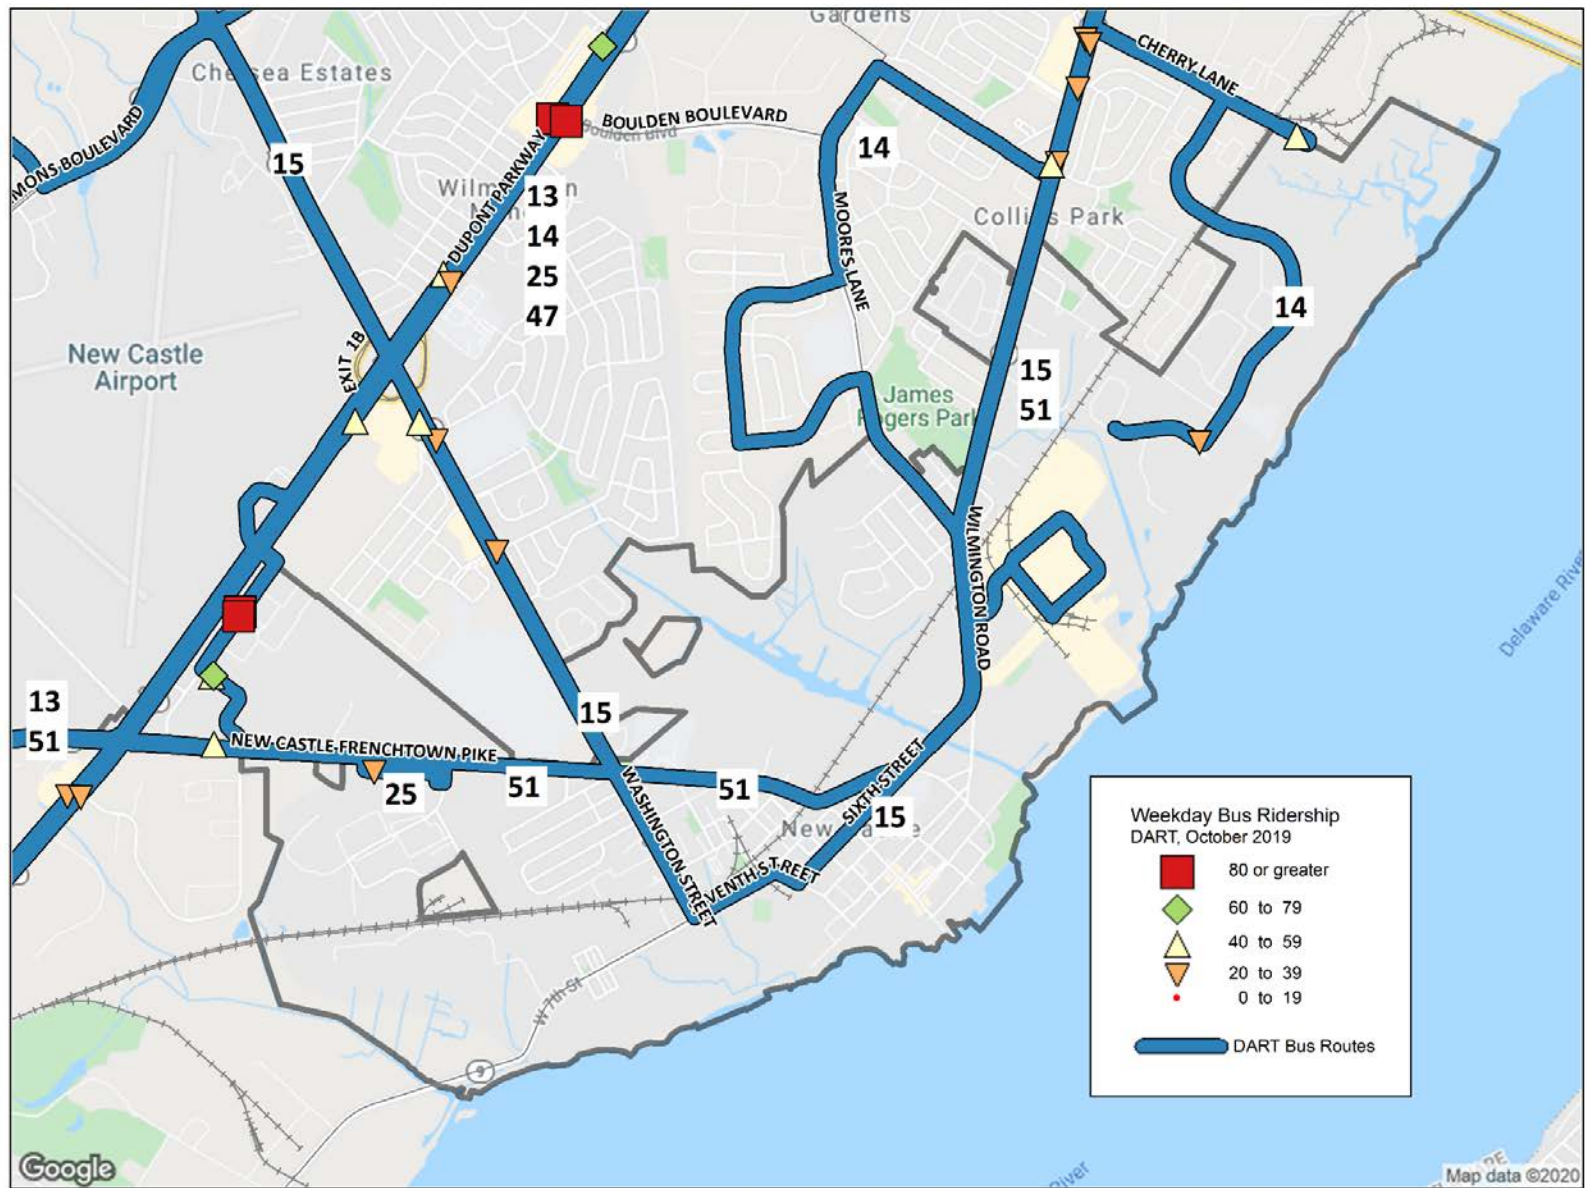 Gardens
CHERRY LANE
Chelsea Estates
BOULDEN BOULEVARD
Boulden Blvd
MONS BOULEVARD
15
14
DUPONT PARKWAY
Wilm
n
13
14
25
47
MOORES LANE
Collins Park
14
EXIT 1B
New Castle
Airport
15
51
James
Rogers Park
WILMINGTON ROAD
Delaware River
13
51
15
NEW CASTLE FRENCHTOWN PIKE
25
51
51
WASHINGTON STREET
SIXTH STREET
15
New
e
VENTH STREET
W 7th St
9
Weekday Bus Ridership
DART, October 2019
80 or greater
60 to 79
40 to 59
20 to 39
0 to 19
DART Bus Routes
River
Google
Map data ©2020